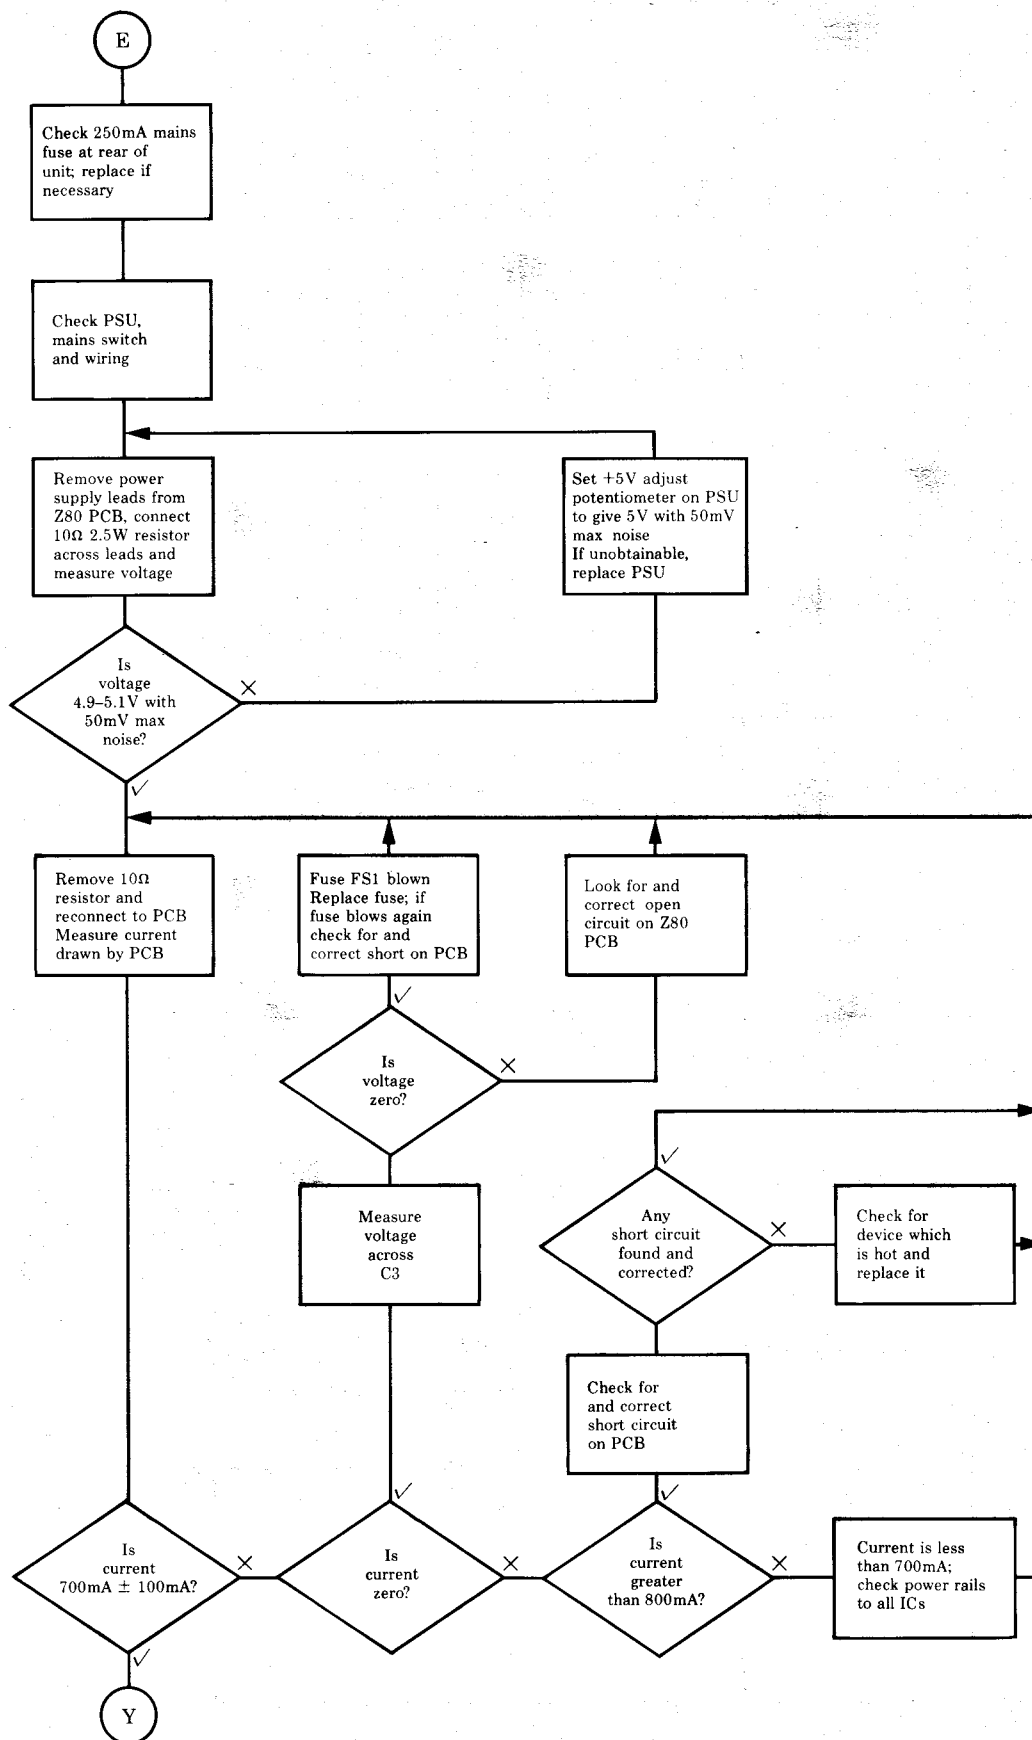 E
Check 250mA mains
fuse at rear of
unit; replace if
necessary
Check PSU,
mains switch
and wiring
Remove power
supply leads from
Z80 PCB, connect
10Ω 2.5W resistor
across leads and
measure voltage
Set +5V adjust
potentiometer on PSU
to give 5V with 50mV
max noise
If unobtainable,
replace PSU
Is
voltage
4.9–5.1V with
50mV max
noise?
×
✓
Remove 10Ω
resistor and
reconnect to PCB
Measure current
drawn by PCB
Fuse FS1 blown
Replace fuse; if
fuse blows again
check for and
correct short on PCB
Look for and
correct open
circuit on Z80
PCB
✓
Is
voltage
zero?
×
✓
Measure
voltage
across
C3
Any
short circuit
found and
corrected?
×
Check for
device which
is hot and
replace it
Check for
and correct
short circuit
on PCB
✓
✓
Is
current
700mA ± 100mA?
×
Is
current
zero?
×
Is
current
greater
than 800mA?
×
Current is less
than 700mA;
check power rails
to all ICs
✓
Y